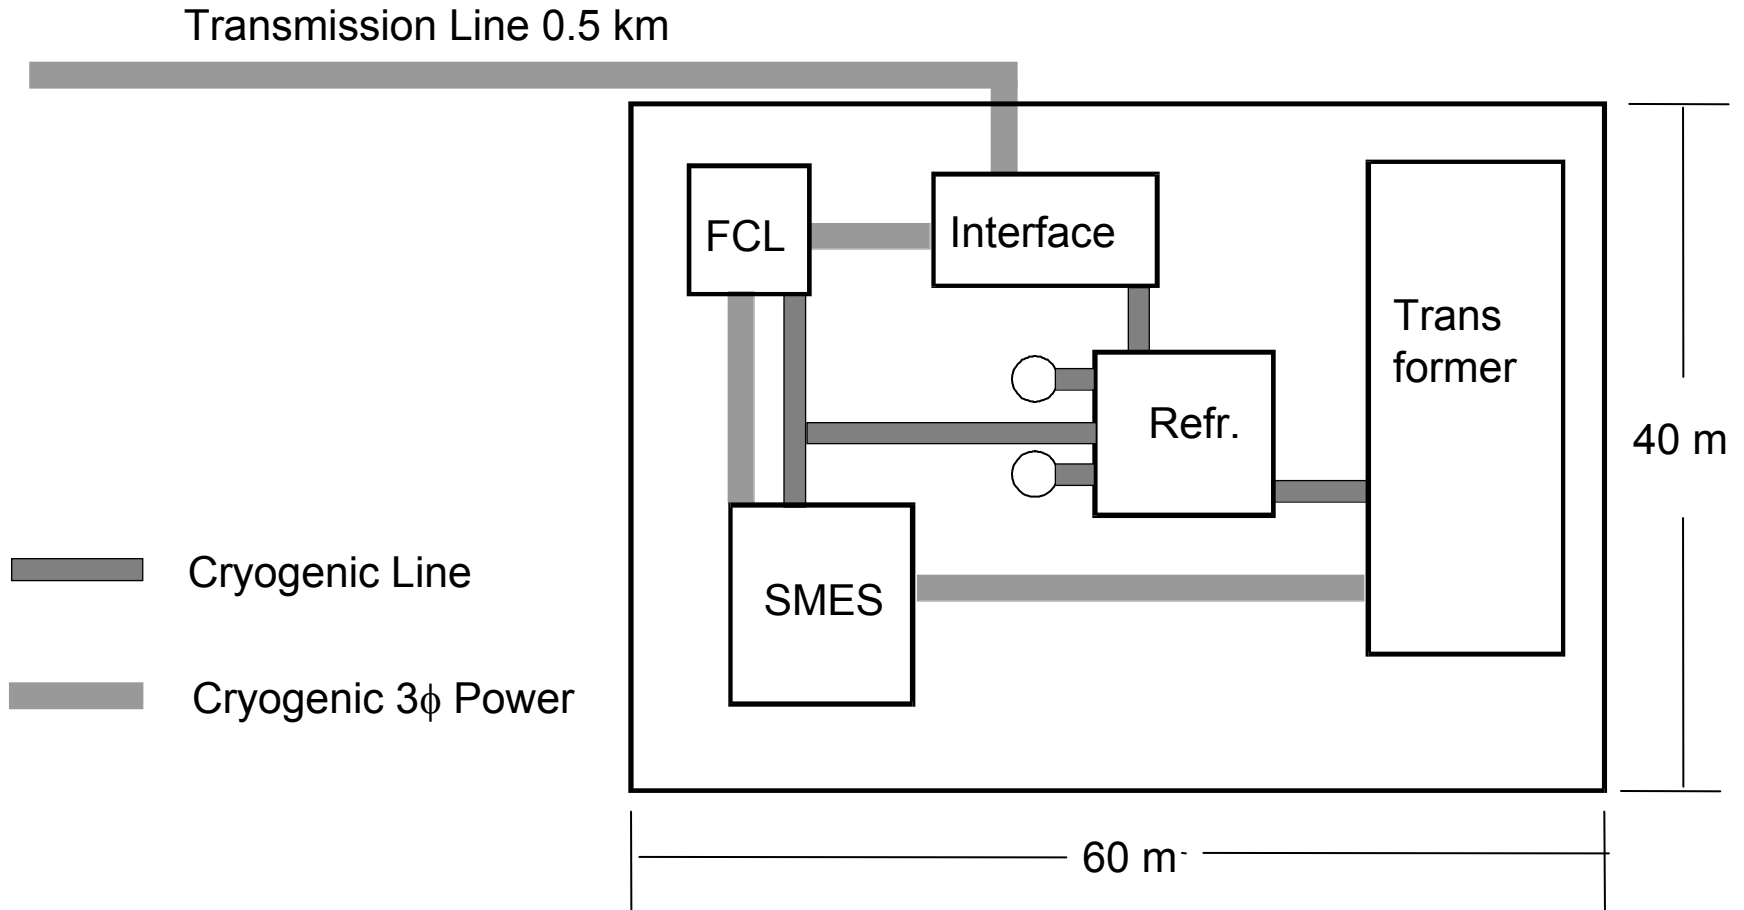 Transmission Line 0.5 km
FCL
Interface
Trans
former
Refr.
40 m
Cryogenic Line
SMES
Cryogenic 3ϕ Power
60 m